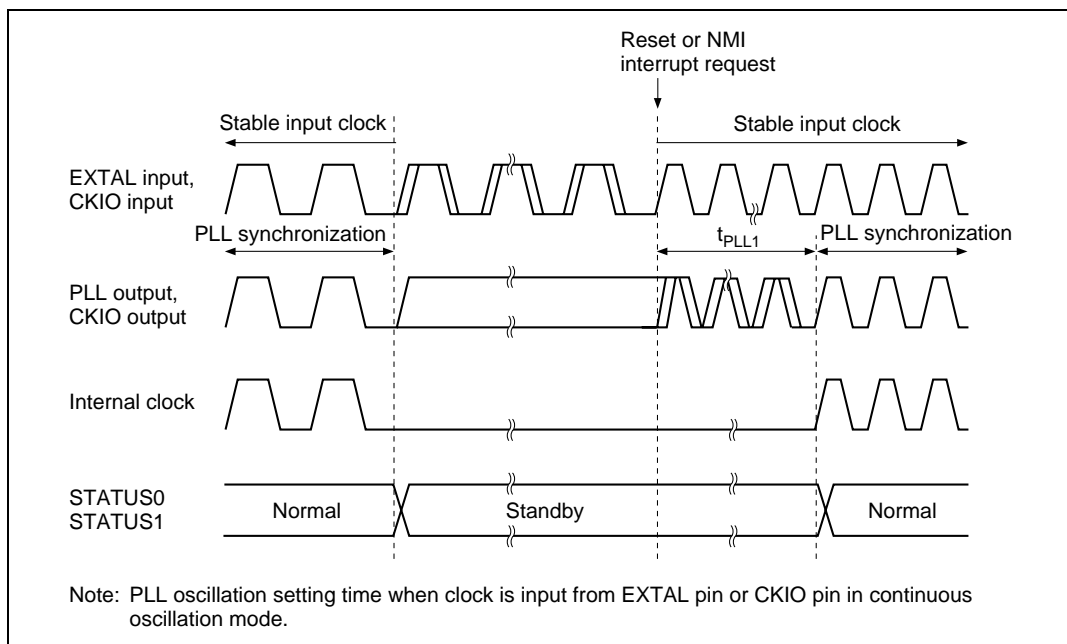 Reset or NMI
interrupt request
Stable input clock
Stable input clock
EXTAL input,
CKIO input
PLL synchronization
tPLL1
PLL synchronization
PLL output,
CKIO output
Internal clock
STATUS0
STATUS1
Normal
Standby
Normal
Note: PLL oscillation setting time when clock is input from EXTAL pin or CKIO pin in continuous
oscillation mode.